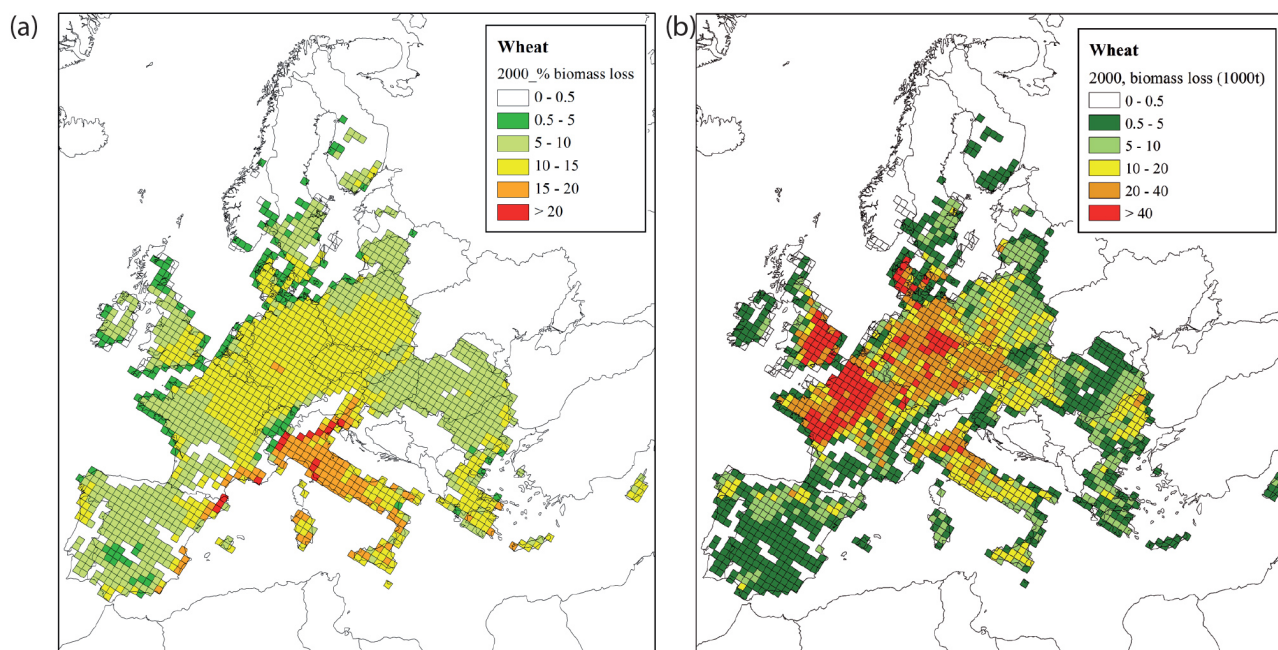 (a)
Wheat
2000_% biomass loss
0 - 0.5
0.5 - 5
5 - 10
10 - 15
15 - 20
> 20
(b)
Wheat
2000, biomass loss (1000t)
0 - 0.5
0.5 - 5
5 - 10
10 - 20
20 - 40
> 40